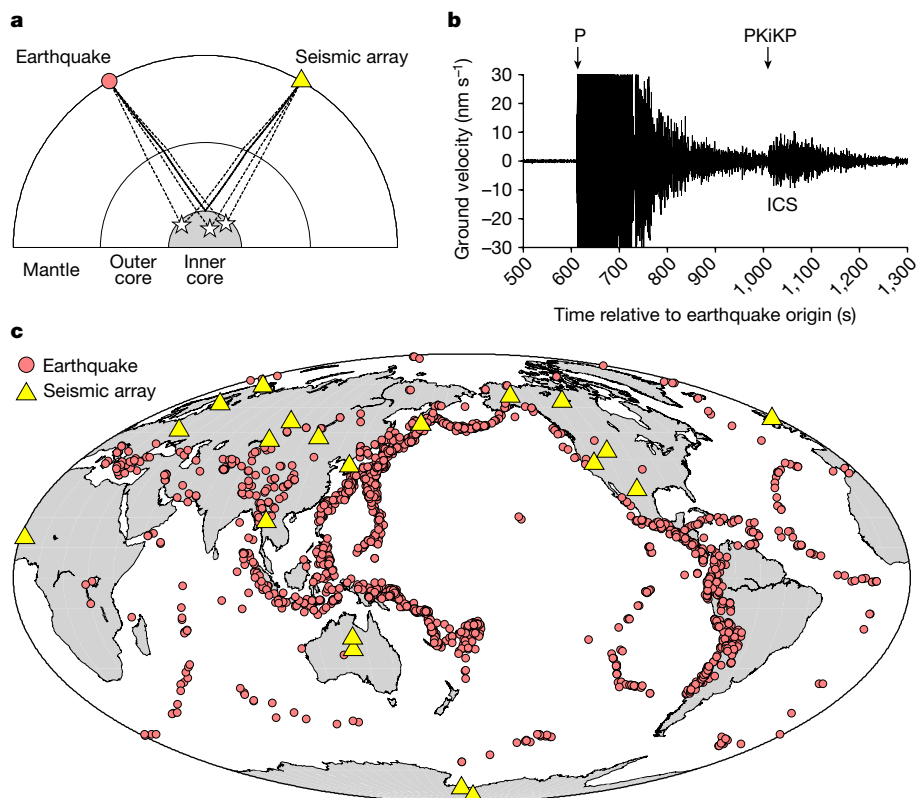 a
Earthquake
Seismic array
Mantle
Outer
core
Inner
core
b
P
PKiKP
Ground velocity (nm s⁻¹)
30
20
10
0
−10
−20
−30
ICS
500
600
700
800
900
1,000
1,100
1,200
1,300
Time relative to earthquake origin (s)
c
Earthquake
Seismic array